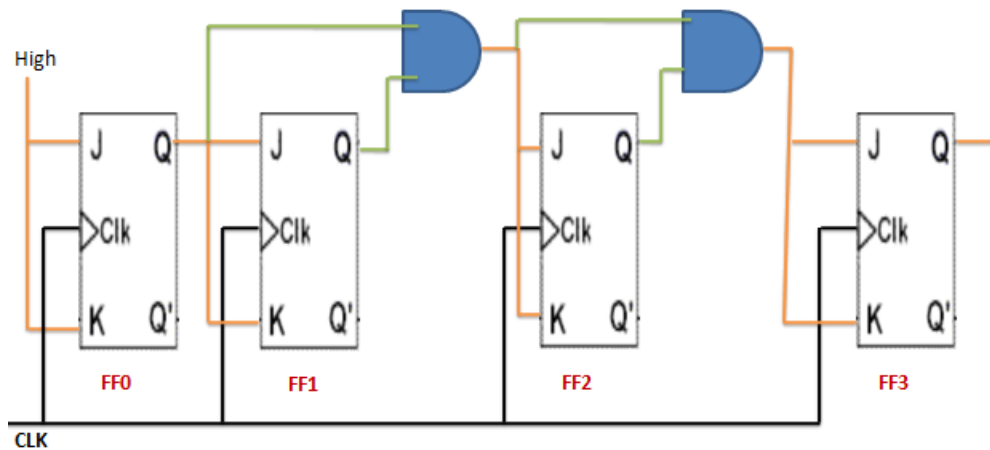 High
J Q J Q J Q J Q
Clk Clk Clk Clk
K Q' K Q' K Q' K Q'
FF0 FF1 FF2 FF3
CLK